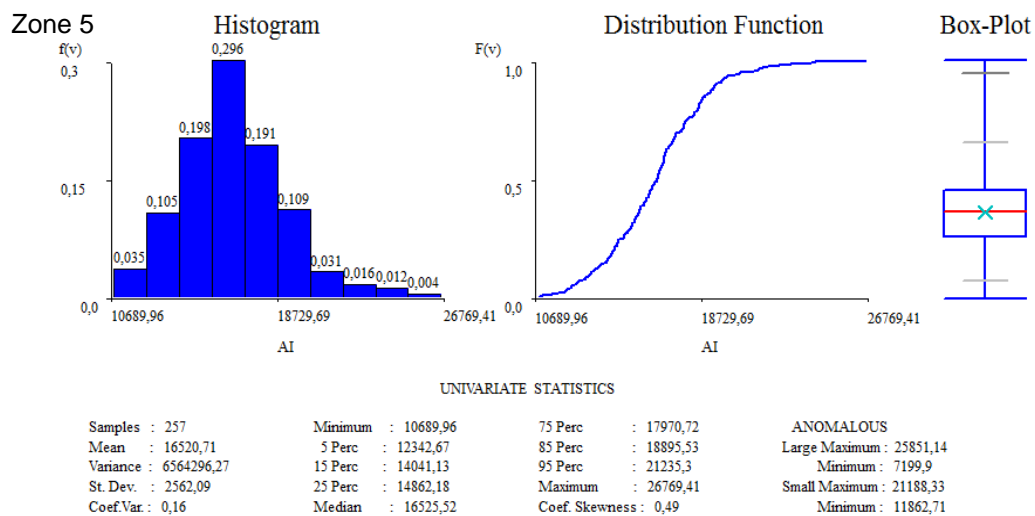 Zone 5
Histogram
Distribution Function
Box-Plot
f(v)
0,3
0,15
0,0
0,035
0,105
0,198
0,296
0,191
0,109
0,031
0,016
0,012
0,004
10689,96
18729,69
26769,41
AI
F(v)
1,0
0,5
0,0
10689,96
18729,69
26769,41
AI
UNIVARIATE STATISTICS
Samples : 257
Mean : 16520,71
Variance : 6564296,27
St. Dev. : 2562,09
Coef.Var. : 0,16
Minimum : 10689,96
5 Perc : 12342,67
15 Perc : 14041,13
25 Perc : 14862,18
Median : 16525,52
75 Perc : 17970,72
85 Perc : 18895,53
95 Perc : 21235,3
Maximum : 26769,41
Coef. Skewness : 0,49
ANOMALOUS
Large Maximum : 25851,14
Minimum : 7199,9
Small Maximum : 21188,33
Minimum : 11862,71